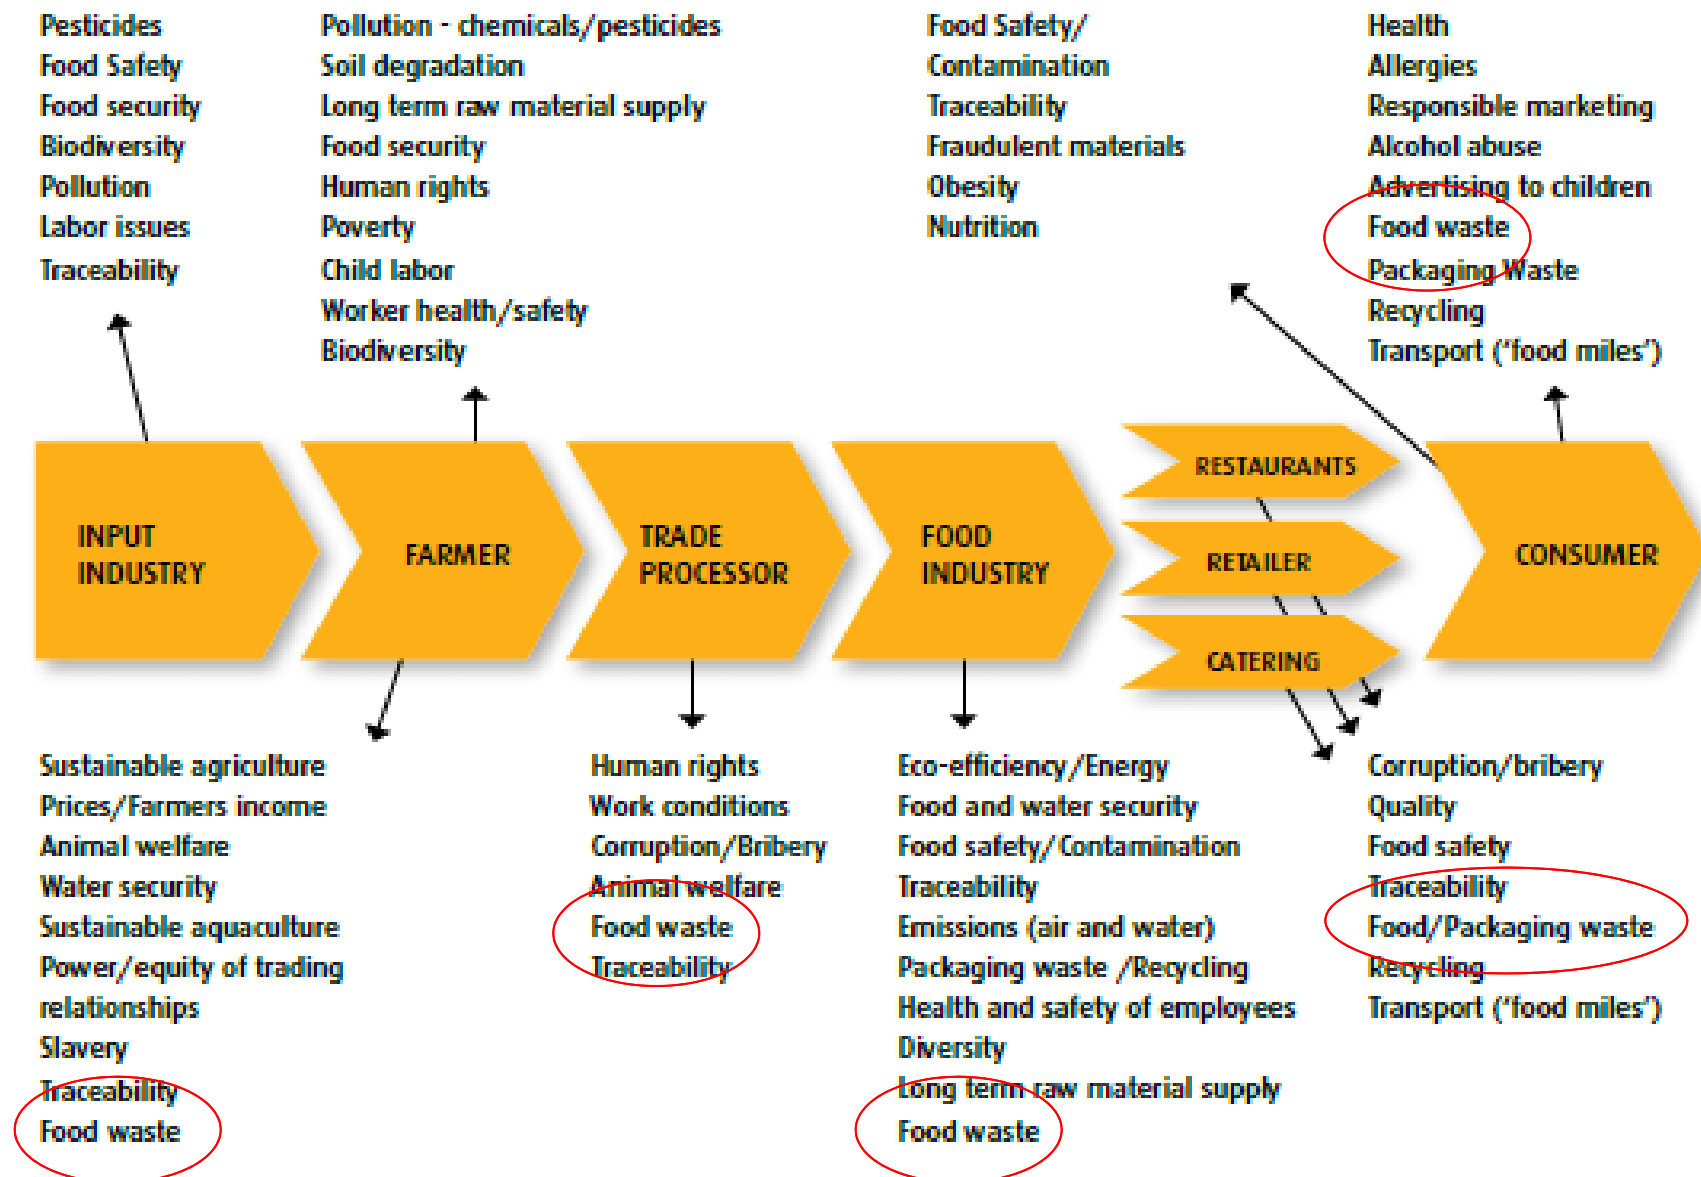 Pesticides
Food Safety
Food security
Biodiversity
Pollution
Labor issues
Traceability
Pollution - chemicals/pesticides
Soil degradation
Long term raw material supply
Food security
Human rights
Poverty
Child labor
Worker health/safety
Biodiversity
Food Safety/
Contamination
Traceability
Fraudulent materials
Obesity
Nutrition
Health
Allergies
Responsible marketing
Alcohol abuse
Advertising to children
Food waste
Packaging Waste
Recycling
Transport ('food miles')
INPUT
INDUSTRY
FARMER
TRADE
PROCESSOR
FOOD
INDUSTRY
RESTAURANTS
RETAILER
CATERING
CONSUMER
Sustainable agriculture
Prices/Farmers income
Animal welfare
Water security
Sustainable aquaculture
Power/equity of trading
relationships
Slavery
Traceability
Food waste
Human rights
Work conditions
Corruption/Bribery
Animal welfare
Food waste
Traceability
Eco-efficiency/Energy
Food and water security
Food safety/Contamination
Traceability
Emissions (air and water)
Packaging waste /Recycling
Health and safety of employees
Diversity
Long term raw material supply
Food waste
Corruption/bribery
Quality
Food safety
Traceability
Food/Packaging waste
Recycling
Transport ('food miles')